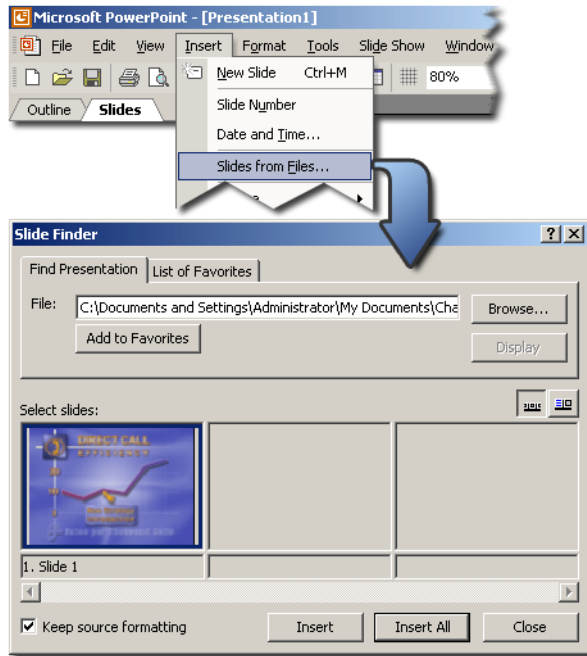 Microsoft PowerPoint - [Presentation1]
File Edit View Insert Format Tools Slide Show Window
New Slide Ctrl+M
80%
Outline Slides
Slide Number
Date and Time...
Slides from Files...
Slide Finder
Find Presentation List of Favorites
File: C:\Documents and Settings\Administrator\My Documents\Cha Browse...
Add to Favorites Display
Select slides:
DIRECT CALL
EFFICIENCY
1. Slide 1
Keep source formatting Insert Insert All Close